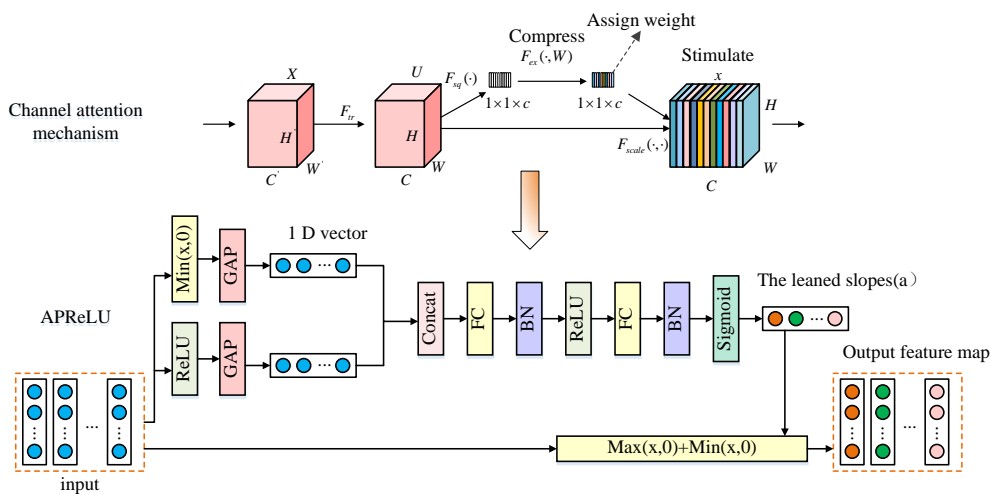 Assign weight
Compress
Stimulate
X
U
F_sq(·)
F_ex(·,W)
x
Channel attention
mechanism
H'
F_tr
H
1×1×c
1×1×c
H
W'
W
F_scale(·,·)
W
C'
C
C
Min(x,0)
GAP
1 D vector
...
APReLU
ReLU
GAP
...
Concat
FC
BN
ReLU
FC
BN
Sigmoid
The leaned slopes(a)
...
Output feature map
...
...
input
Max(x,0)+Min(x,0)